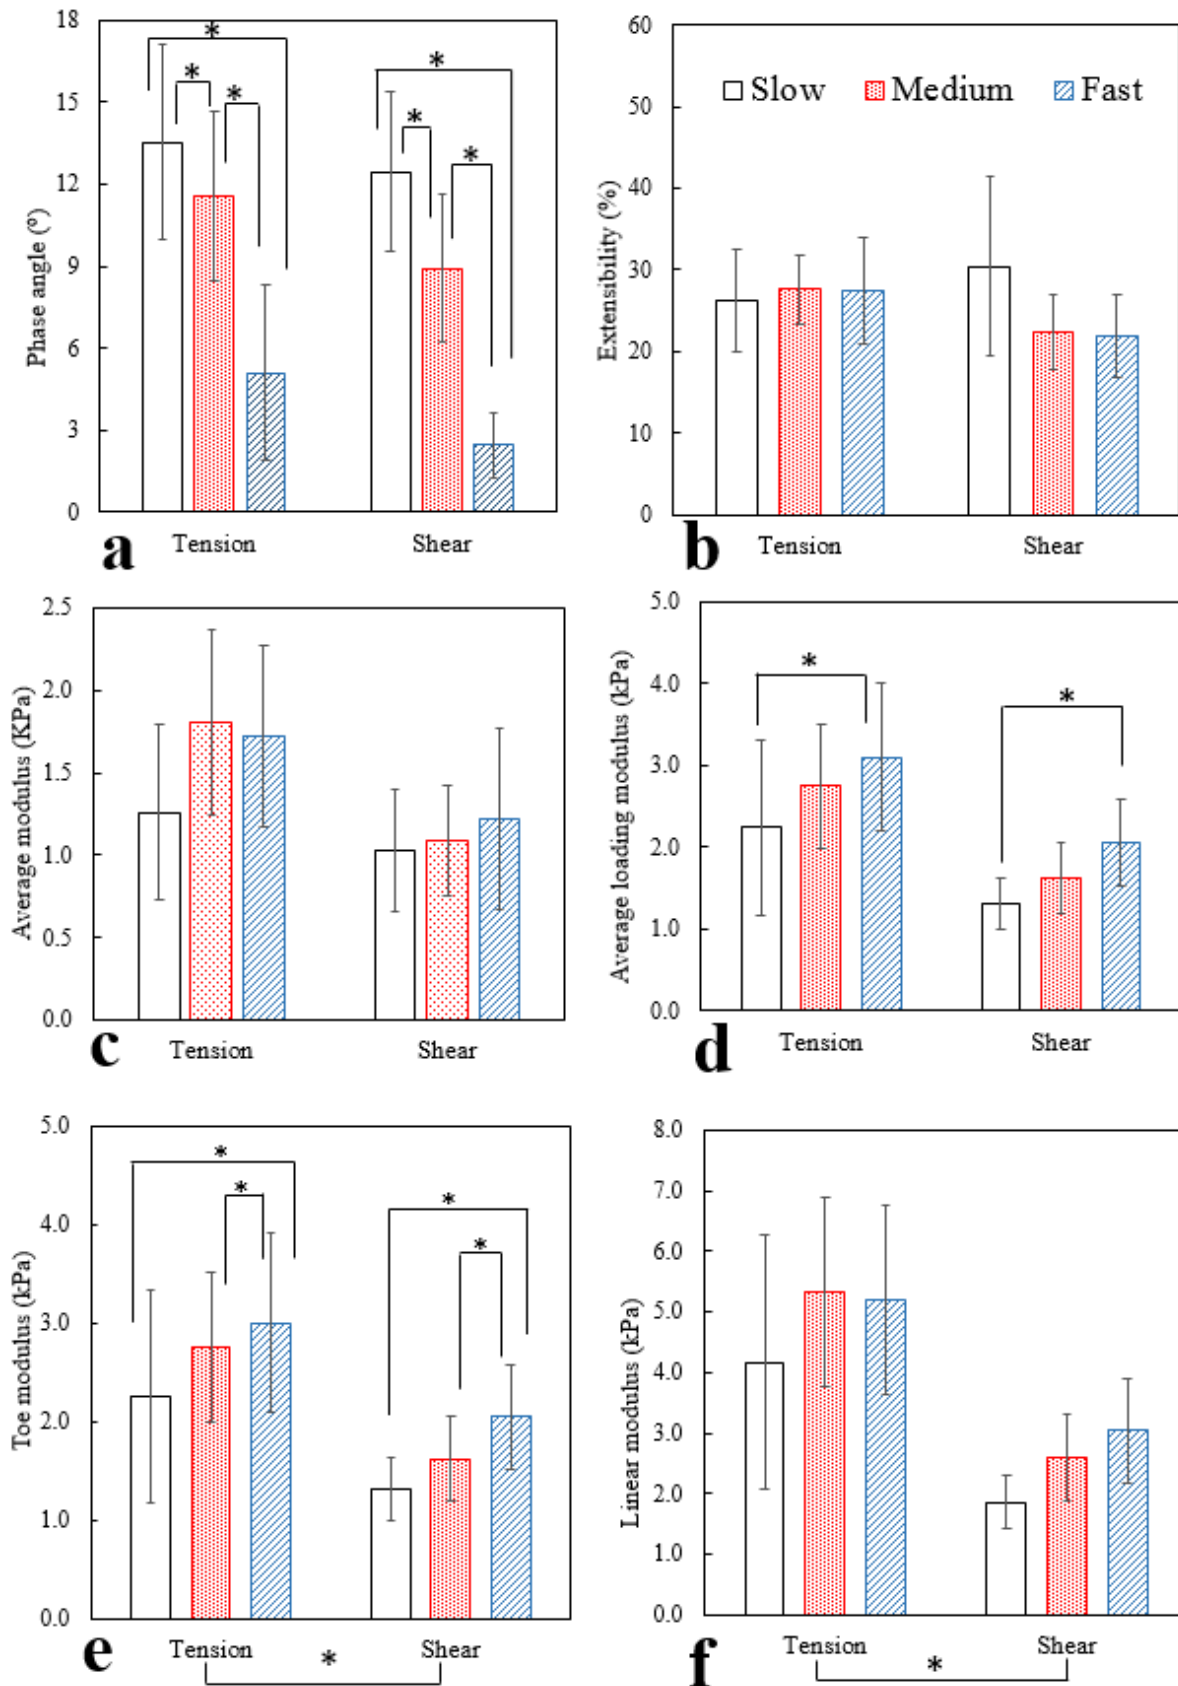 18
15
12
9
6
3
0
Phase angle (º)
*
*
*
*
*
*
Tension
Shear
a
60
50
40
30
20
10
0
Extensibility (%)
Slow
Medium
Fast
Tension
Shear
b
2.5
2.0
1.5
1.0
0.5
0.0
Average modulus (KPa)
Tension
Shear
c
5.0
4.0
3.0
2.0
1.0
0.0
Average loading modulus (kPa)
*
*
Tension
Shear
d
5.0
4.0
3.0
2.0
1.0
0.0
Toe modulus (kPa)
*
*
*
*
Tension
Shear
*
e
8.0
7.0
6.0
5.0
4.0
3.0
2.0
1.0
0.0
Linear modulus (kPa)
Tension
Shear
*
f